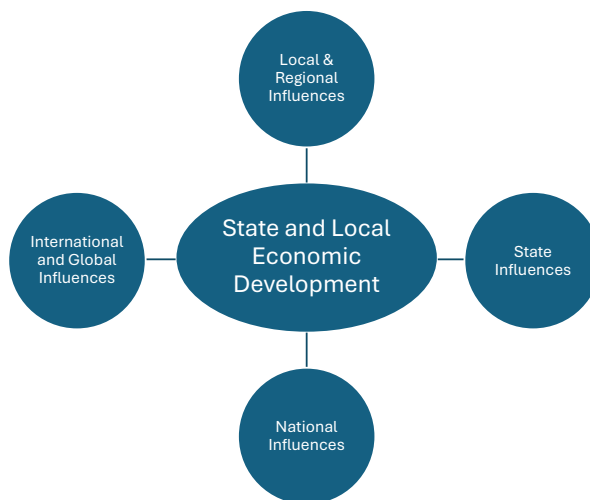 Local &
Regional
Influences
International
and Global
Influences
State and Local
Economic
Development
State
Influences
National
Influences